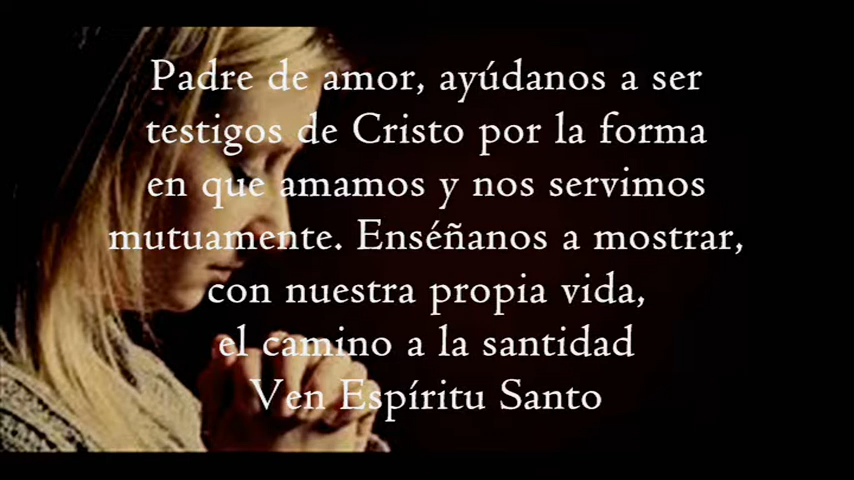 Padre de amor, ayúdanos a ser
testigos de Cristo por la forma
en que amamos y nos servimos
mutuamente. Enséñanos a mostrar,
con nuestra propia vida,
el camino a la santidad
Ven Espíritu Santo